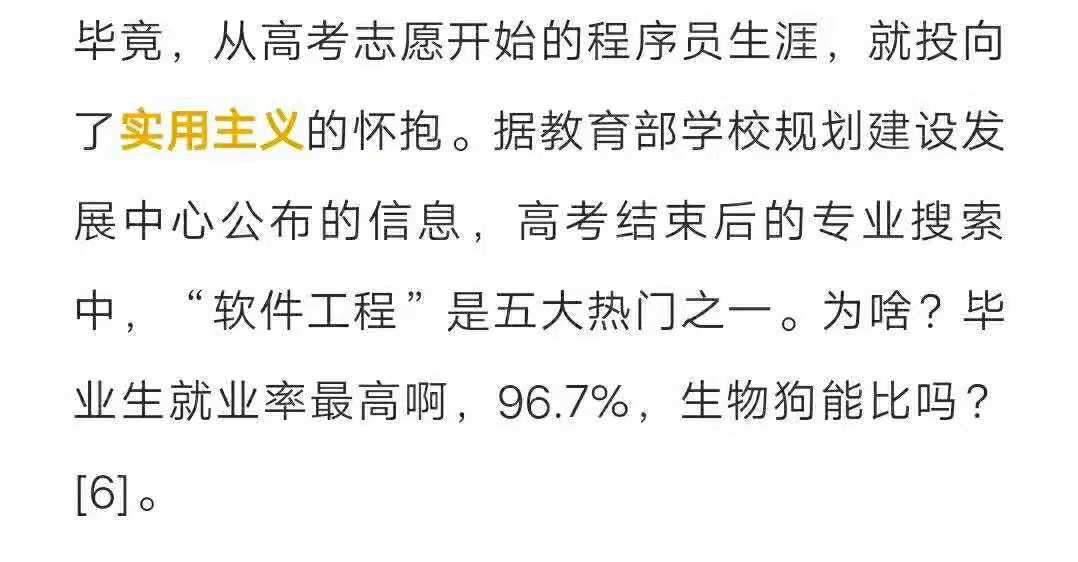 毕竟，从高考志愿开始的程序员生涯，就投向
了实用主义的怀抱。据教育部学校规划建设发
展中心公布的信息，高考结束后的专业搜索
中，“软件工程”是五大热门之一。为啥？毕
业生就业率最高啊，96.7%，生物狗能比吗？
[6]。